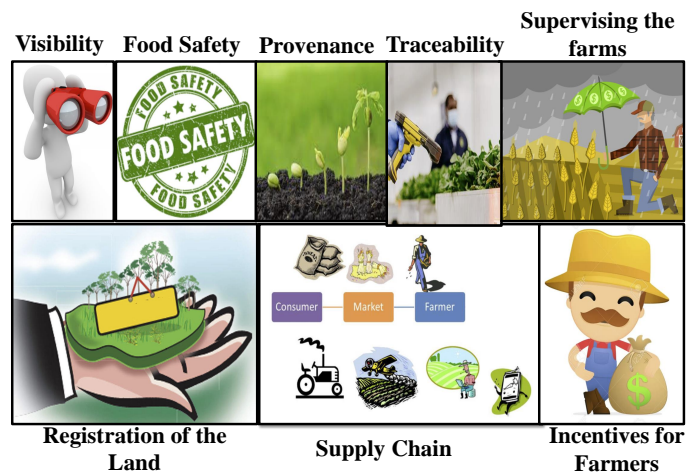 Visibility
Food Safety
Provenance
Traceability
Supervising the
farms
FOOD SAFETY
FOOD SAFETY
FOOD SAFETY
$ $ $ $
Consumer
Market
Farmer
$
Registration of the
Land
Supply Chain
Incentives for
Farmers